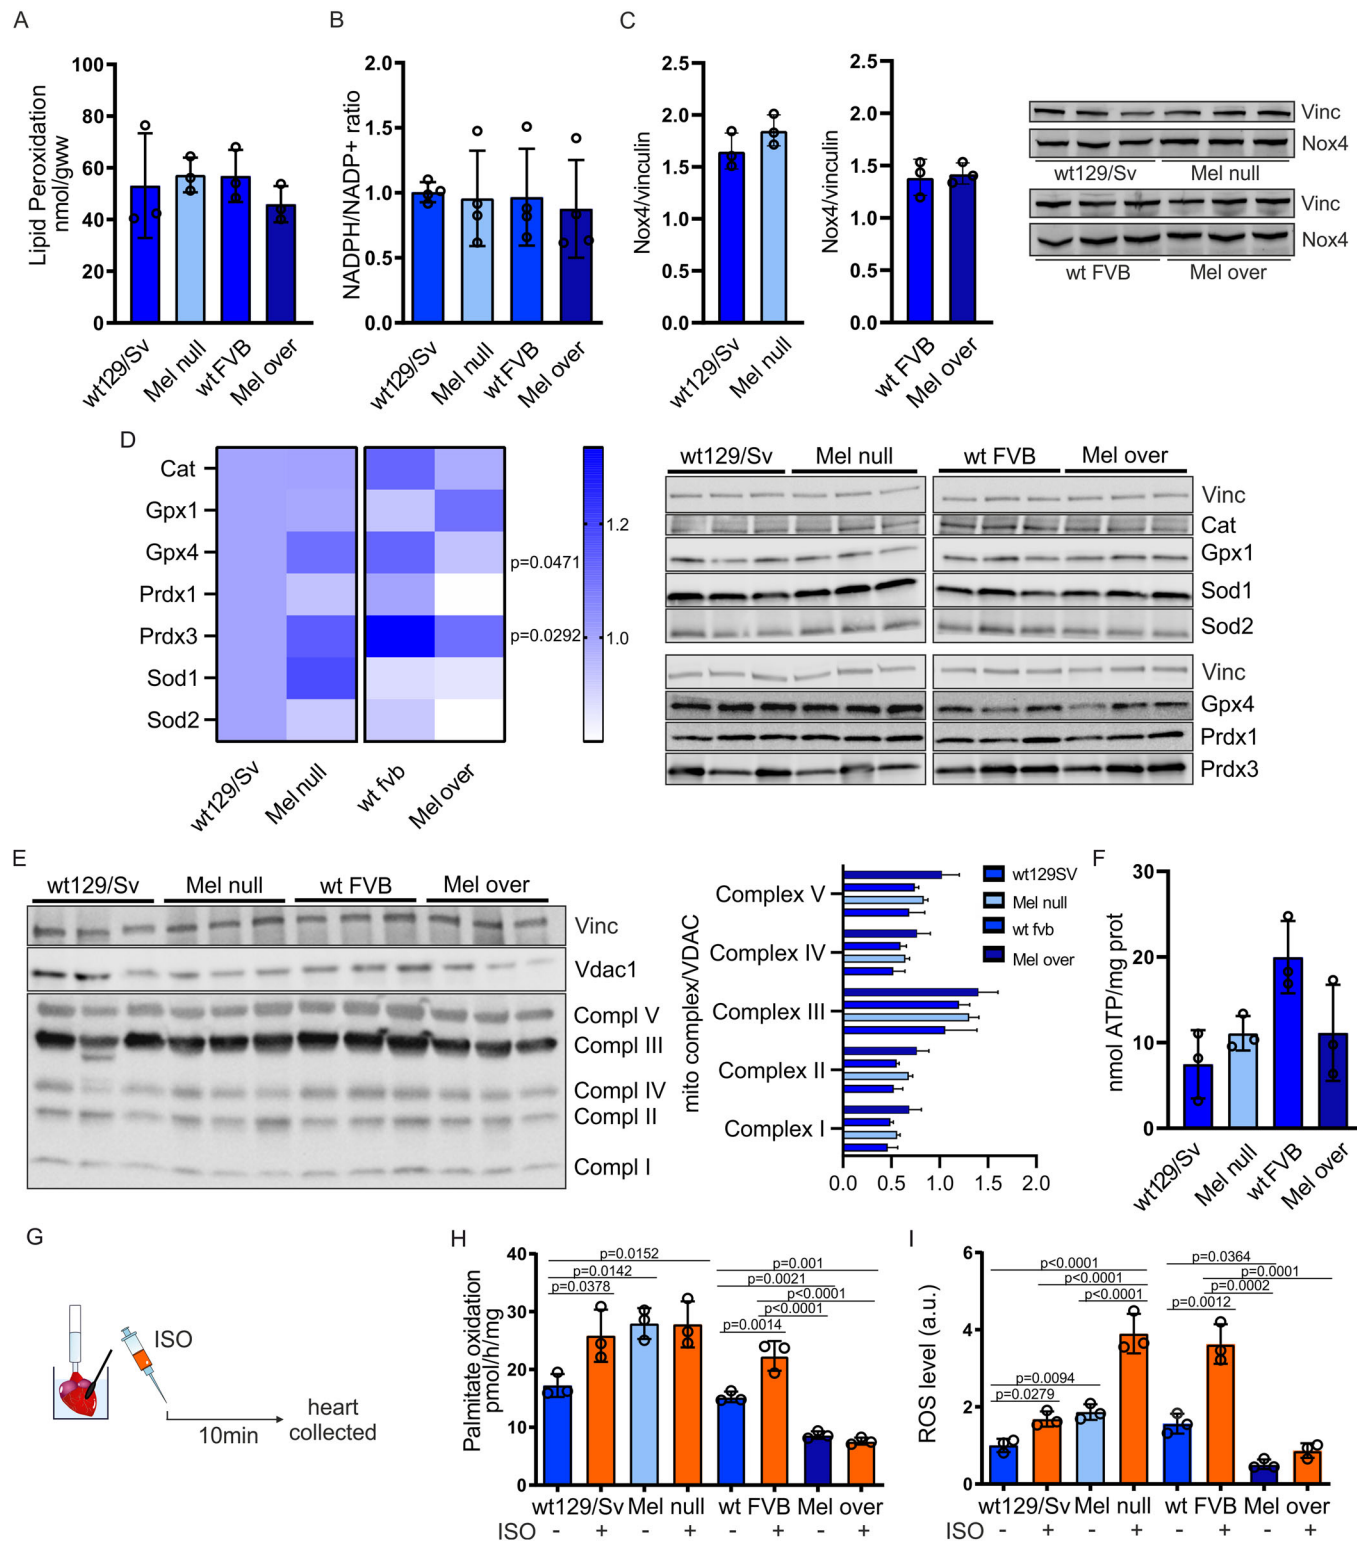 A
Lipid Peroxidation
nmol/gww
100
80
60
40
20
0
wt129/Sv
Mel null
wt FVB
Mel over
B
NADPH/NADP+ ratio
2.0
1.5
1.0
0.5
0.0
wt129/Sv
Mel null
wt FVB
Mel over
C
Nox4/vinculin
2.5
2.0
1.5
1.0
0.5
0.0
wt129/Sv
Mel null
Nox4/vinculin
2.5
2.0
1.5
1.0
0.5
0.0
wt FVB
Mel over
Vinc
Nox4
wt129/Sv Mel null
Vinc
Nox4
wt FVB Mel over
D
Cat
Gpx1
Gpx4
Prdx1
Prdx3
Sod1
Sod2
wt129/Sv
Mel null
wt fvb
Mel over
p=0.0471
p=0.0292
1.2
1.0
wt129/Sv Mel null wt FVB Mel over
Vinc
Cat
Gpx1
Sod1
Sod2
Vinc
Gpx4
Prdx1
Prdx3
E
wt129/Sv Mel null wt FVB Mel over
Vinc
Vdac1
Compl V
Compl III
Compl IV
Compl II
Compl I
mito complex/VDAC
Complex V
Complex IV
Complex III
Complex II
Complex I
0.0 0.5 1.0 1.5 2.0
wt129SV
Mel null
wt fvb
Mel over
F
nmol ATP/mg prot
30
20
10
0
wt129/Sv
Mel null
wt FVB
Mel over
G
ISO
10min
heart
collected
H
Palmitate oxidation
pmol/h/mg
40
30
20
10
0
p=0.0152
p=0.0142
p=0.0378
p=0.001
p=0.0021
p<0.0001
p<0.0001
p=0.0014
wt129/Sv Mel null wt FVB Mel over
ISO - + - + - + - +
I
ROS level (a.u.)
6
4
2
0
p<0.0001
p<0.0001
p<0.0001
p=0.0094
p=0.0279
p=0.0364
p=0.0001
p=0.0002
p=0.0012
wt129/Sv Mel null wt FVB Mel over
ISO - + - + - + - +